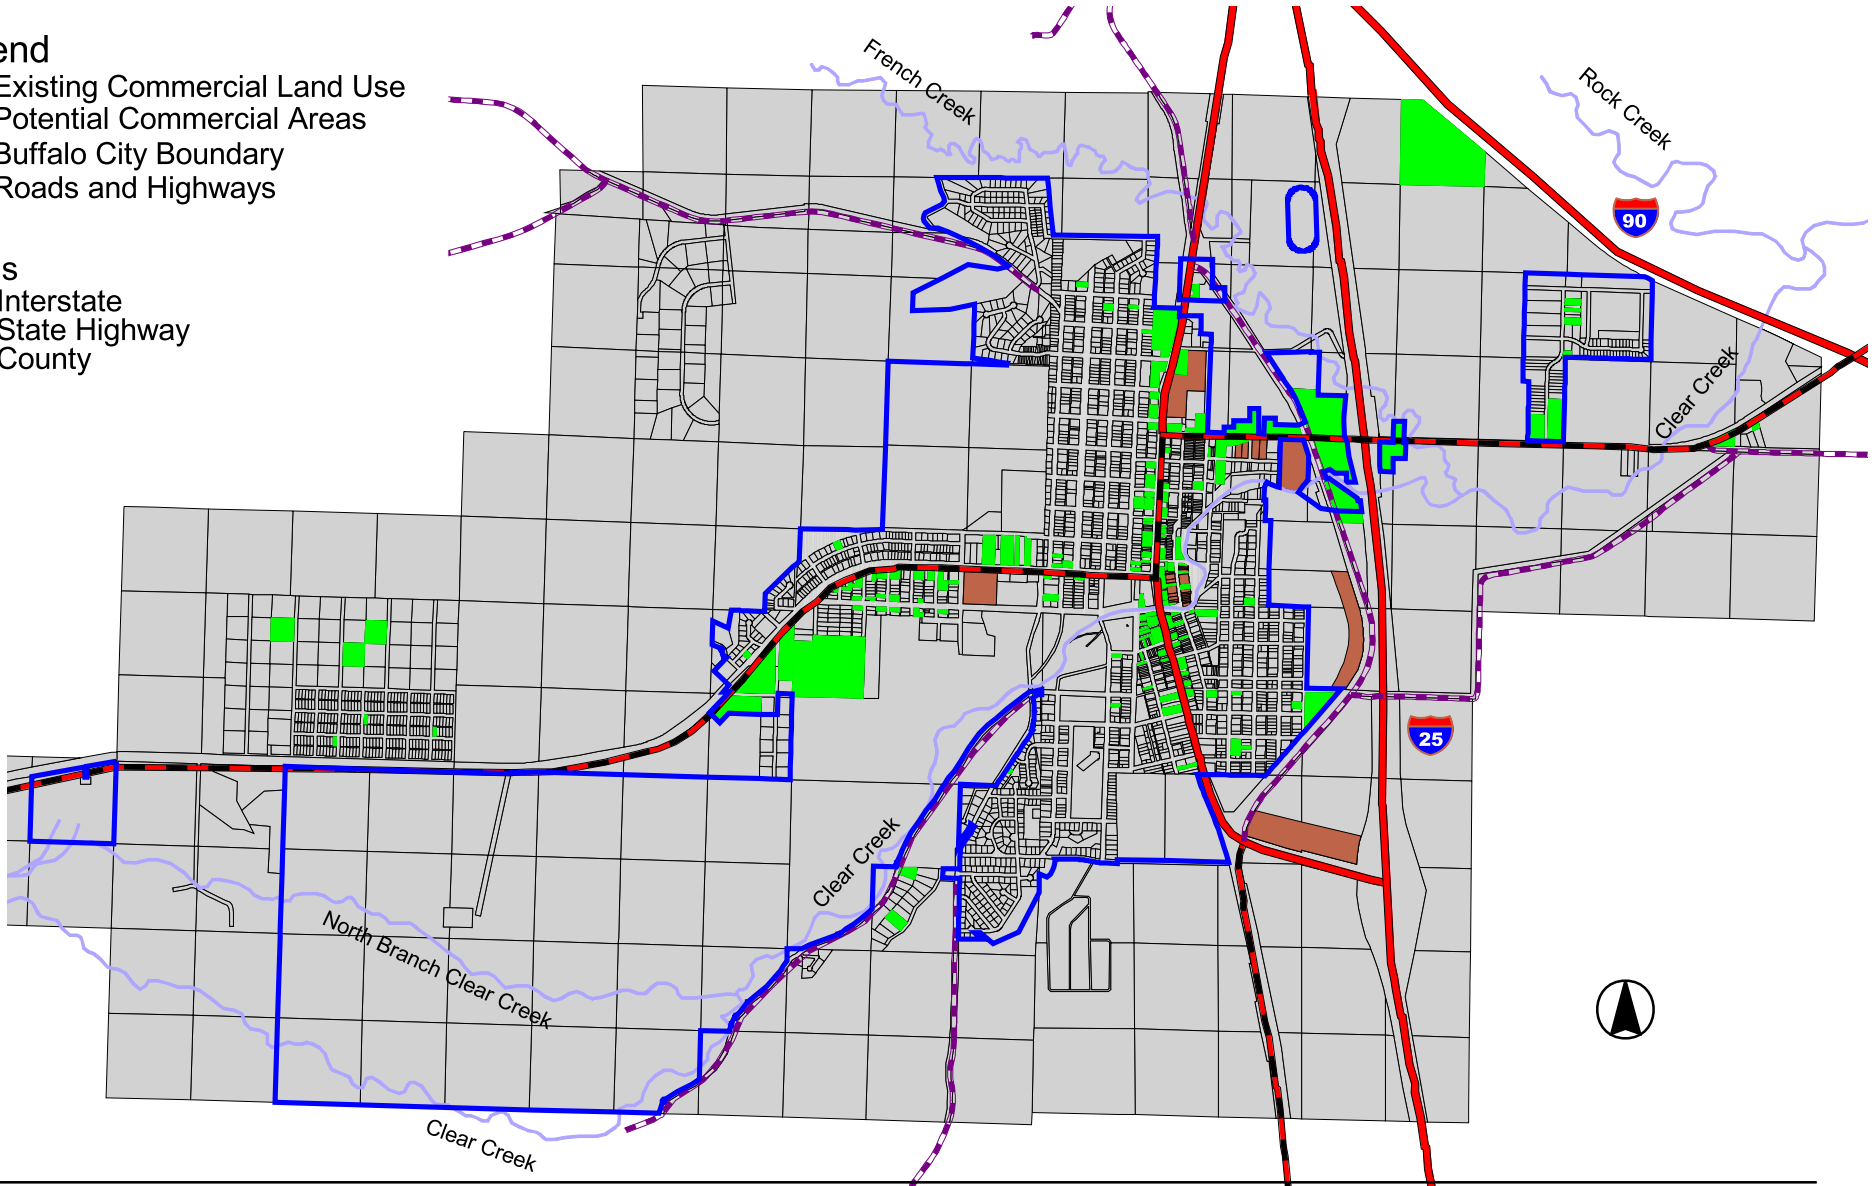 end
Existing Commercial Land Use
Potential Commercial Areas
Buffalo City Boundary
Roads and Highways
s
Interstate
State Highway
County
French Creek
Rock Creek
90
Clear Creek
25
Clear Creek
North Branch Clear Creek
Clear Creek